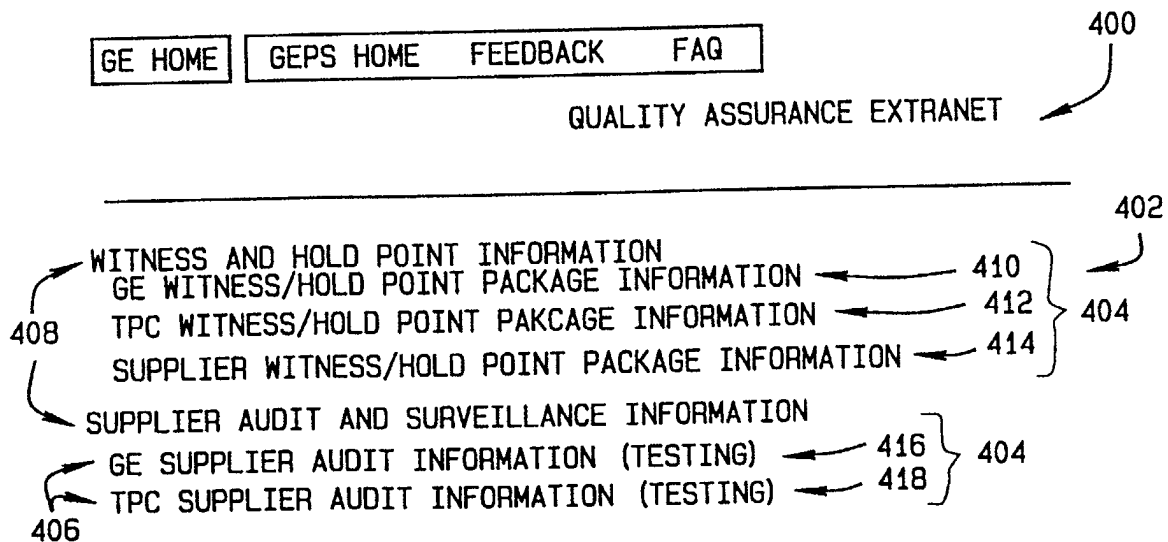 400
GE HOME GEPS HOME FEEDBACK FAQ
QUALITY ASSURANCE EXTRANET
402
WITNESS AND HOLD POINT INFORMATION
GE WITNESS/HOLD POINT PACKAGE INFORMATION 410
408 TPC WITNESS/HOLD POINT PAKCAGE INFORMATION 412 404
SUPPLIER WITNESS/HOLD POINT PACKAGE INFORMATION 414
SUPPLIER AUDIT AND SURVEILLANCE INFORMATION
GE SUPPLIER AUDIT INFORMATION (TESTING) 416 404
TPC SUPPLIER AUDIT INFORMATION (TESTING) 418
406